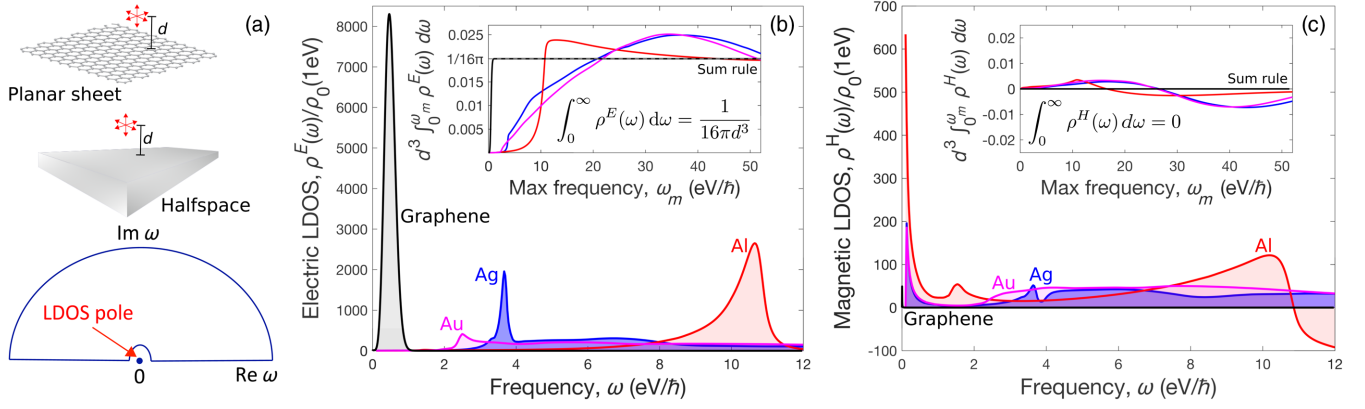 (a)
d
Planar sheet
d
Halfspace
Im ω
LDOS pole
0
Re ω
(b)
Electric LDOS, ρ^E(ω)/ρ_0(1eV)
8000
7000
6000
5000
4000
3000
2000
1000
0
0 2 4 6 8 10 12
Frequency, ω (eV/ħ)
Graphene
Au
Ag
Al
d^3 ∫_0^ω_m ρ^E(ω) dω
0.025
1/16π
0.015
0.01
0.005
0 10 20 30 40 50
Max frequency, ω_m (eV/ħ)
Sum rule
∫_0^∞ ρ^E(ω) dω = 1/(16πd^3)
(c)
Magnetic LDOS, ρ^H(ω)/ρ_0(1eV)
700
600
500
400
300
200
100
0
-100
0 2 4 6 8 10 12
Frequency, ω (eV/ħ)
Graphene
Au
Ag
Al
d^3 ∫_0^ω_m ρ^H(ω) dω
0.02
0.01
0
-0.01
-0.02
0 10 20 30 40 50
Max frequency, ω_m (eV/ħ)
Sum rule
∫_0^∞ ρ^H(ω) dω = 0